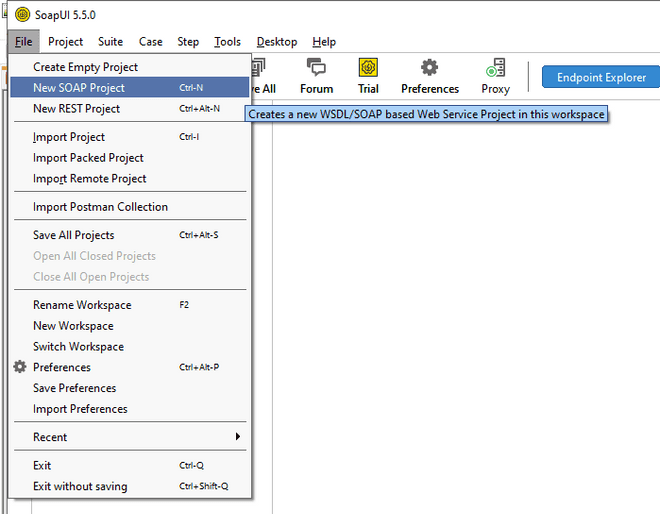 SoapUI 5.5.0
File Project Suite Case Step Tools Desktop Help
All Forum Trial Preferences Proxy Endpoint Explorer
Create Empty Project
New SOAP Project Ctrl-N
New REST Project Ctrl+Alt-N
Creates a new WSDL/SOAP based Web Service Project in this workspace
Import Project Ctrl-I
Import Packed Project
Import Remote Project
Import Postman Collection
Save All Projects Ctrl+Alt-S
Open All Closed Projects
Close All Open Projects
Rename Workspace F2
New Workspace
Switch Workspace
Preferences Ctrl+Alt-P
Save Preferences
Import Preferences
Recent
Exit Ctrl-Q
Exit without saving Ctrl+Shift-Q